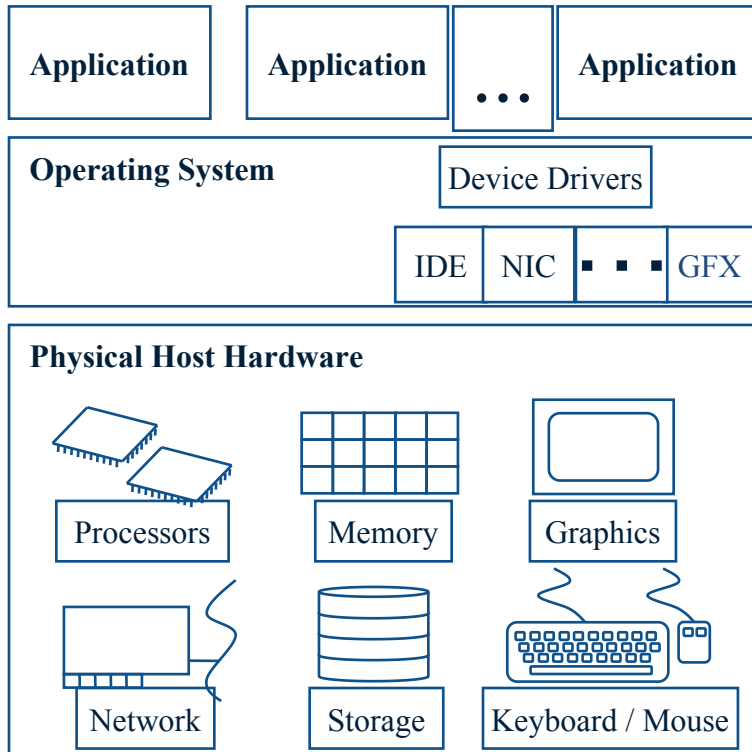 Application
Application
...
Application
Operating System
Device Drivers
IDE
NIC
...
GFX
Physical Host Hardware
Processors
Memory
Graphics
Network
Storage
Keyboard / Mouse